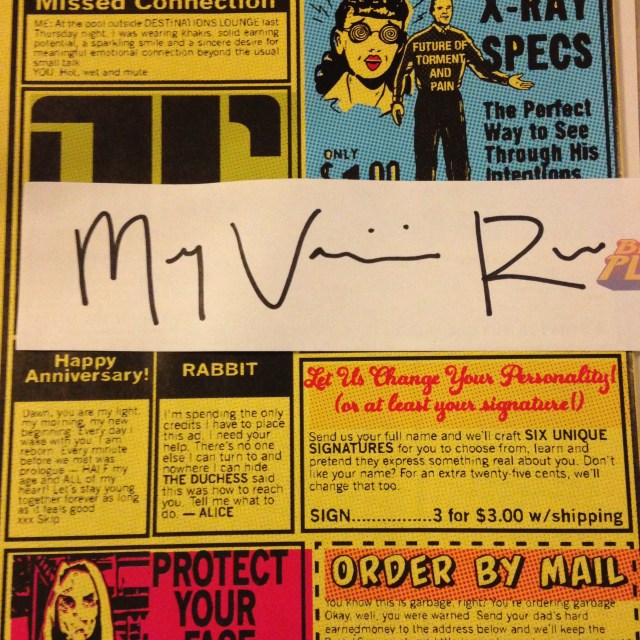 Missed Connection
ME: At the pool outside DESTINATIONS LOUNGE last
Thursday night. I was wearing khakis, solid earning
potential, a sparkling smile and a sincere desire for
meaningful emotional connection beyond the usual
small talk
YOU: Hot, wet and mute
X-RAY
SPECS
FUTURE OF
TORMENT
AND
PAIN
The Perfect
Way to See
Through His
Intentions
ONLY
My
Happy
Anniversary!
Dawn, you are my light,
my morning, my new
beginning. Every day I
wake with you, I am
reborn. Every minute
before we met was
prologue — HALF my
age and ALL of my
heart! Let's stay young
together forever as long
as it feels good
xxx Skip
RABBIT
I'm spending the only
credits I have to place
this ad. I need your
help. There's no one
else I can turn to and
nowhere I can hide.
THE DUCHESS said
this was how to reach
you. Tell me what to
do. — ALICE
Let Us Change Your Personality!
(or at least your signature!)
Send us your full name and we'll craft SIX UNIQUE
SIGNATURES for you to choose from, learn and
pretend they express something real about you. Don't
like your name? For an extra twenty-five cents, we'll
change that too.
SIGN................3 for $3.00 w/shipping
PROTECT
YOUR
FACE
ORDER BY MAIL
You know this is garbage, right? You're ordering garbage
Okay, well, you were warned. Send your dad's hard
earned money to the address below and we'll keep the